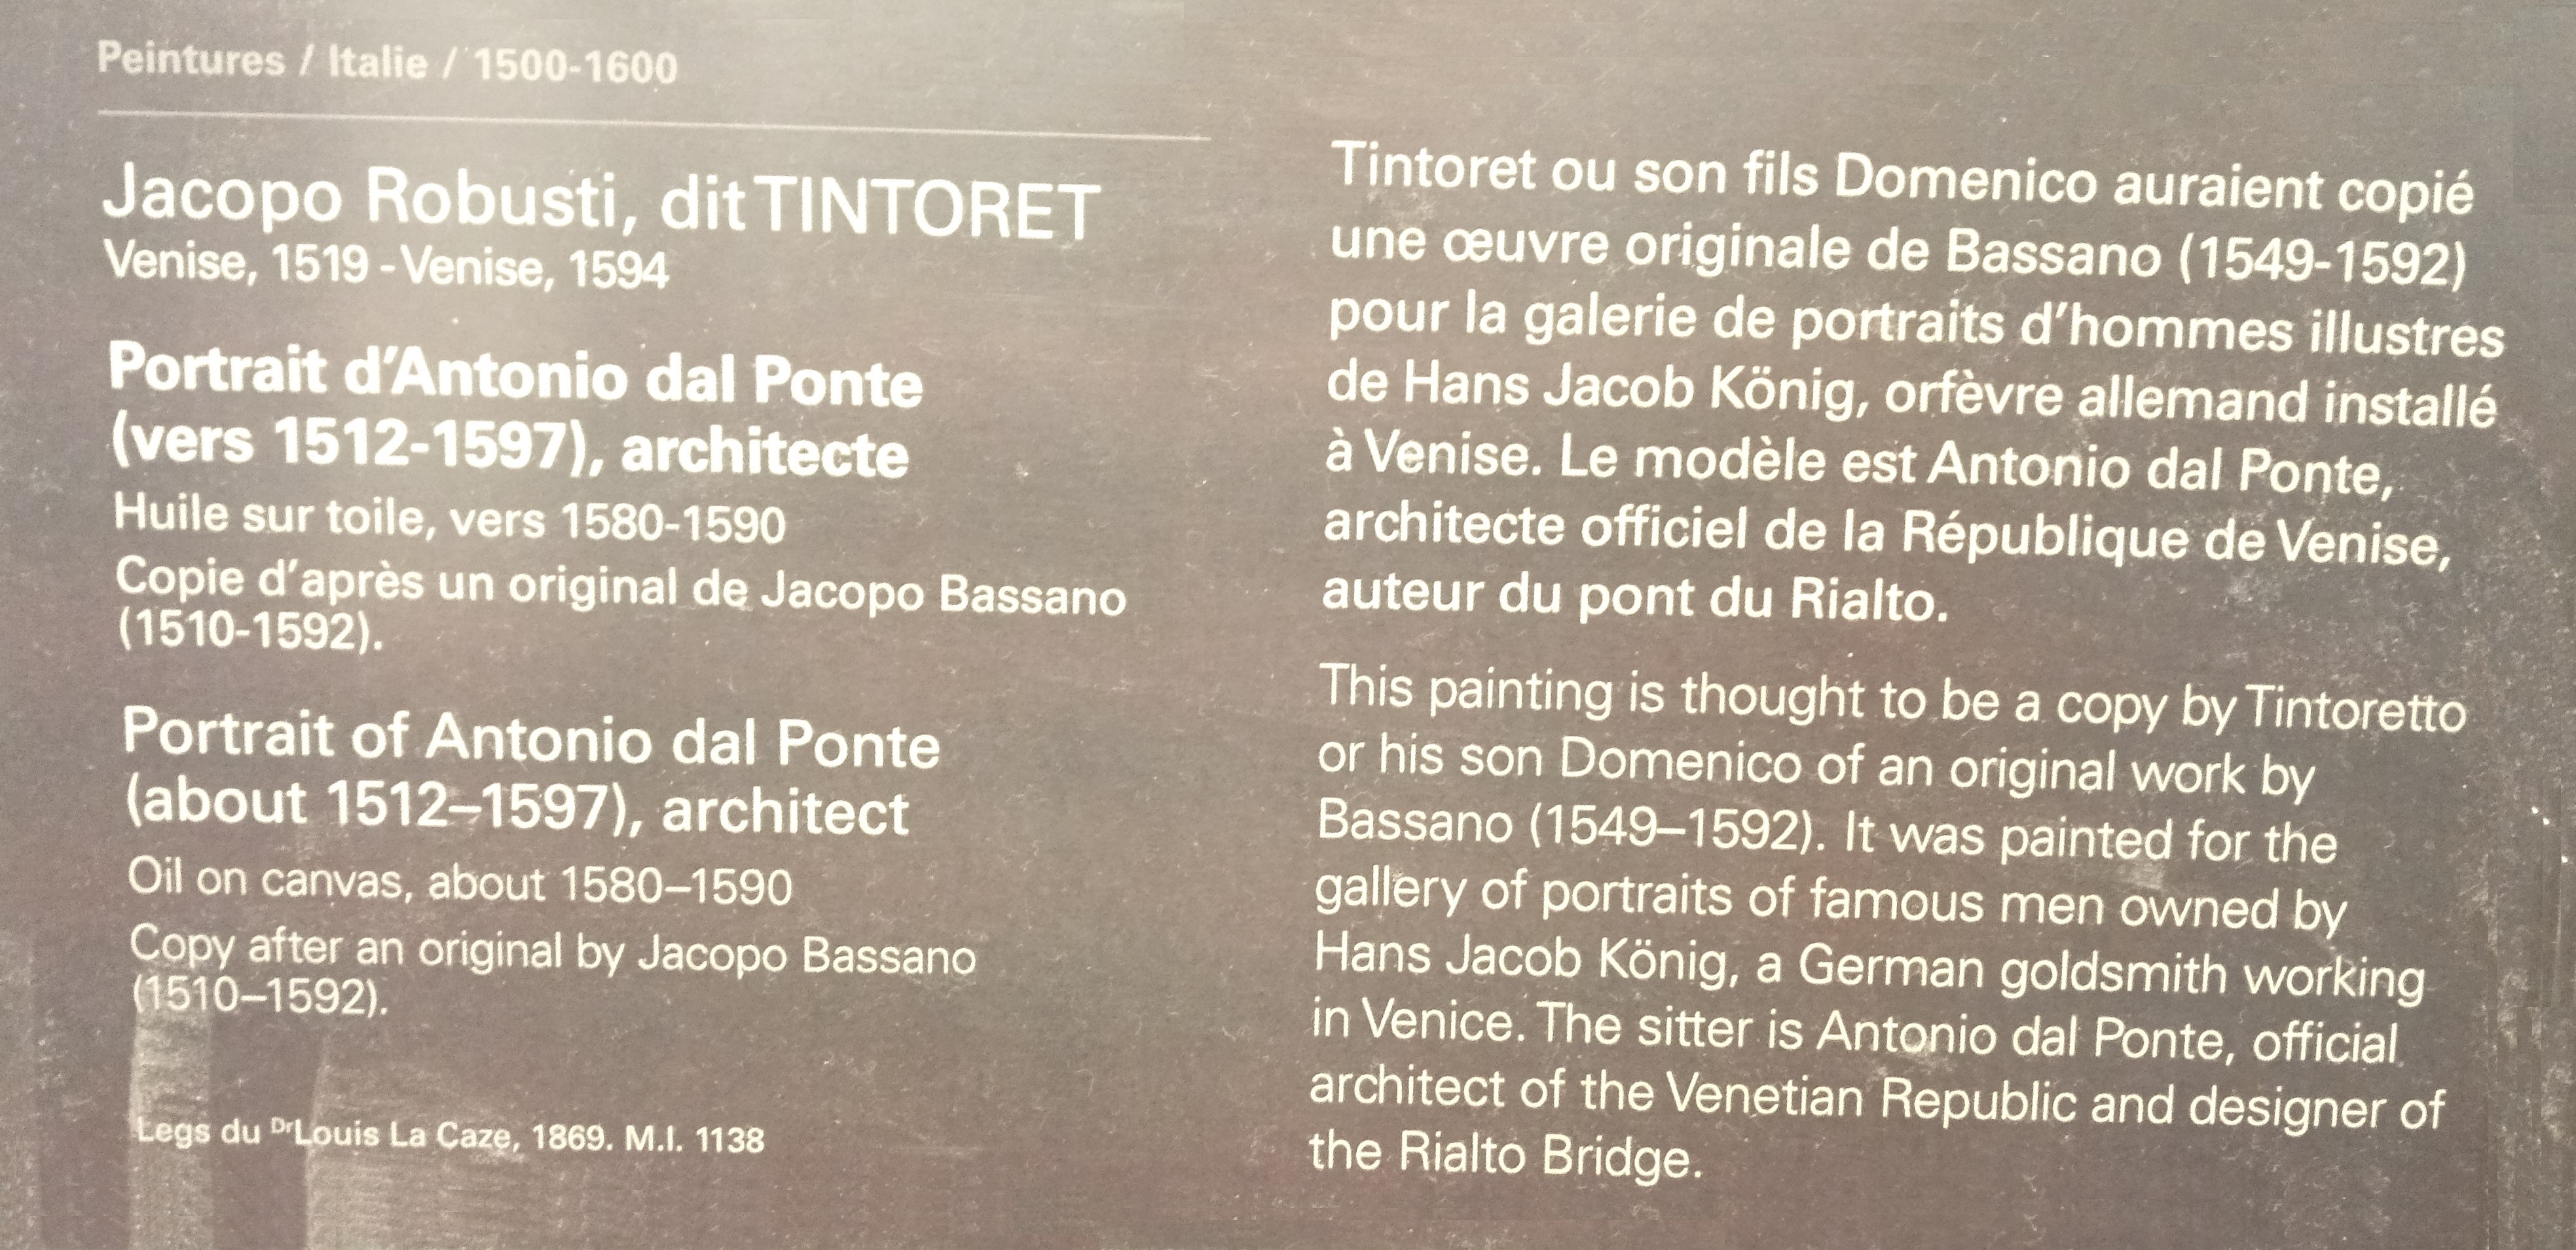 Peintures / Italie / 1500-1600
Jacopo Robusti, dit TINTORET
Venise, 1519 - Venise, 1594
Portrait d'Antonio dal Ponte
(vers 1512-1597), architecte
Huile sur toile, vers 1580-1590
Copie d'après un original de Jacopo Bassano
(1510-1592).
Portrait of Antonio dal Ponte
(about 1512–1597), architect
Oil on canvas, about 1580–1590
Copy after an original by Jacopo Bassano
(1510–1592).
Legs du Dr Louis La Caze, 1869. M.I. 1138
Tintoret ou son fils Domenico auraient copié
une œuvre originale de Bassano (1549-1592)
pour la galerie de portraits d'hommes illustres
de Hans Jacob König, orfèvre allemand installé
à Venise. Le modèle est Antonio dal Ponte,
architecte officiel de la République de Venise,
auteur du pont du Rialto.
This painting is thought to be a copy by Tintoretto
or his son Domenico of an original work by
Bassano (1549–1592). It was painted for the
gallery of portraits of famous men owned by
Hans Jacob König, a German goldsmith working
in Venice. The sitter is Antonio dal Ponte, official
architect of the Venetian Republic and designer of
the Rialto Bridge.